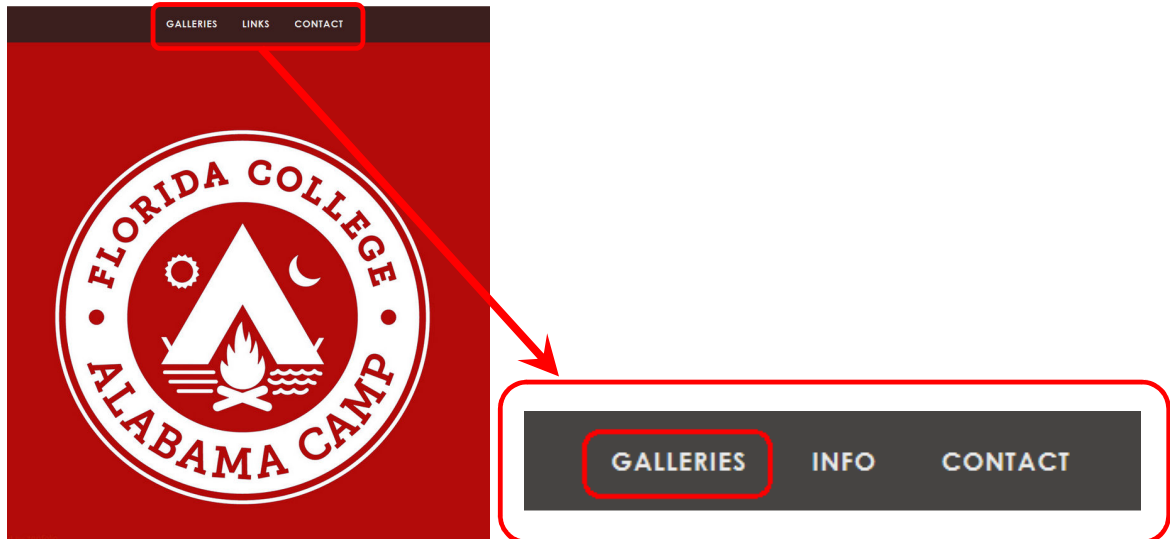 GALLERIES LINKS CONTACT
FLORIDA COLLEGE
ALABAMA CAMP
GALLERIES INFO CONTACT